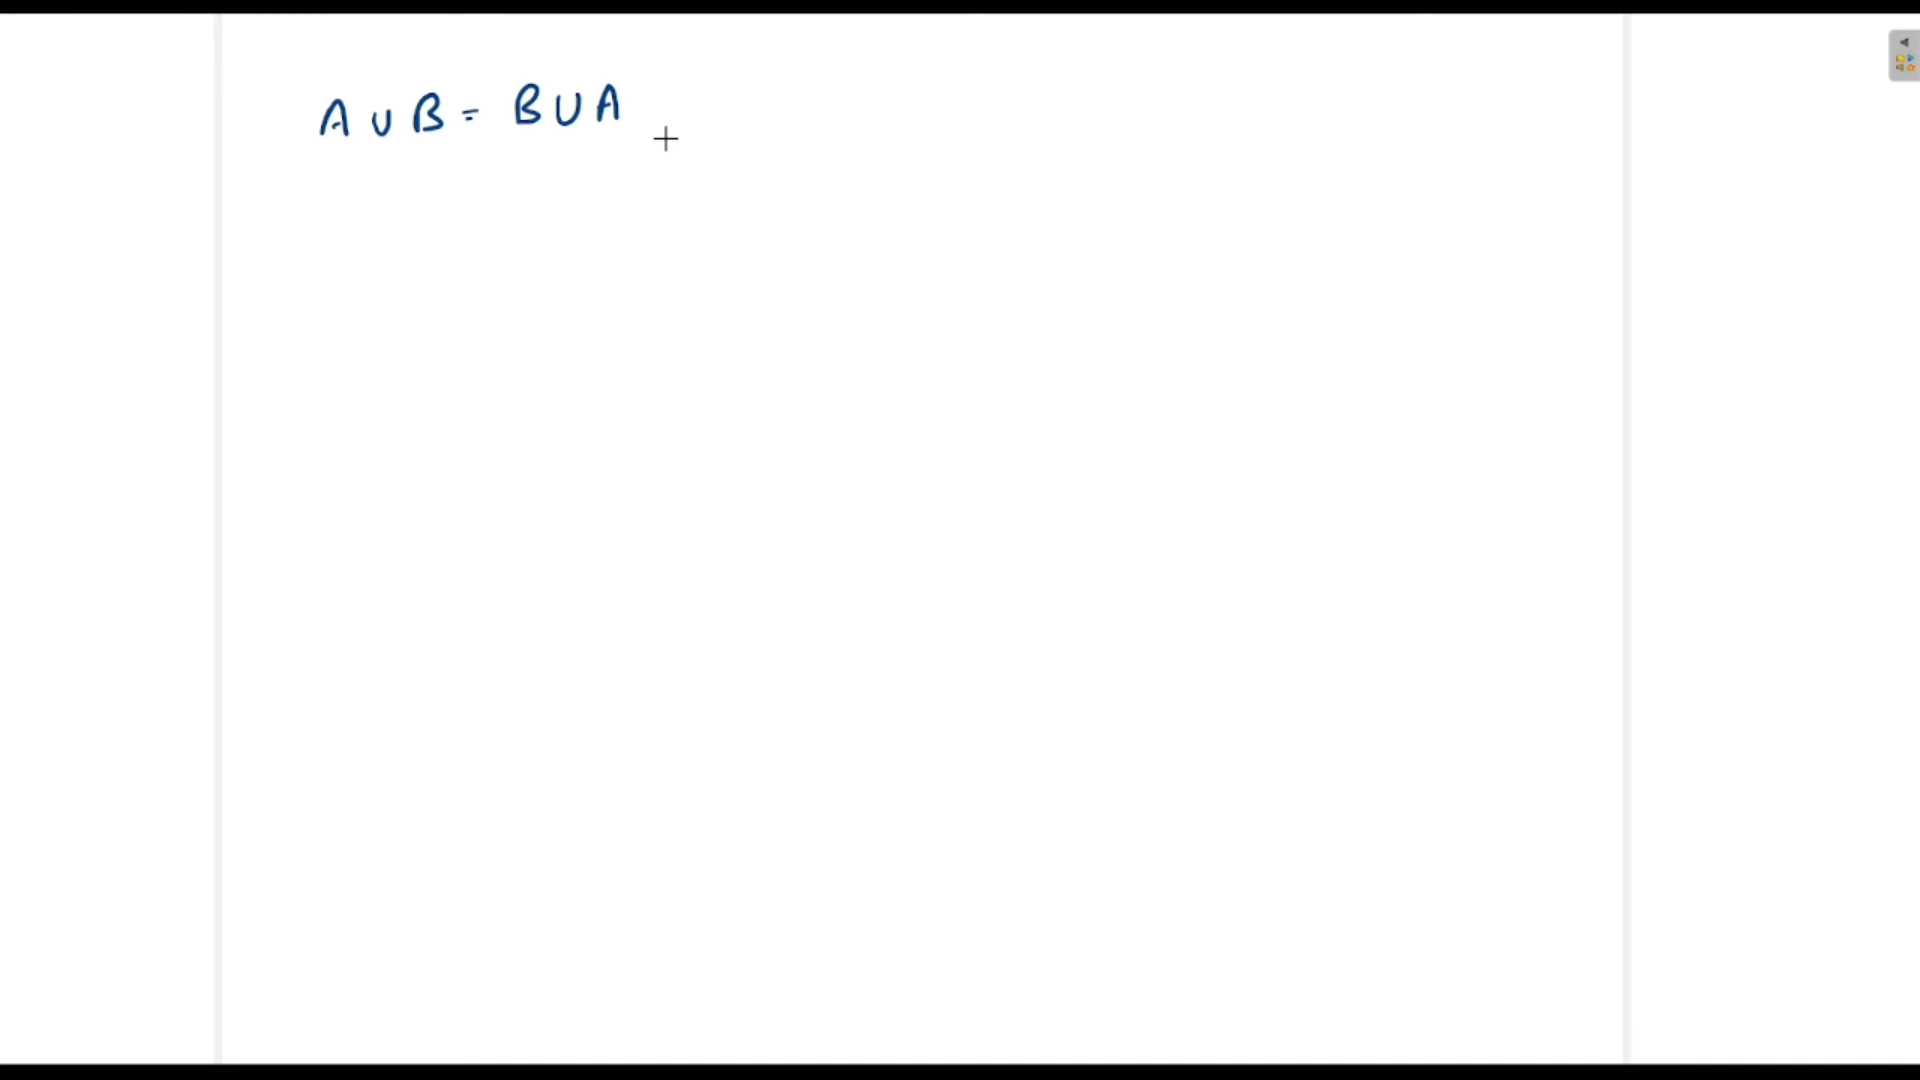 A ∪ B = B ∪ A